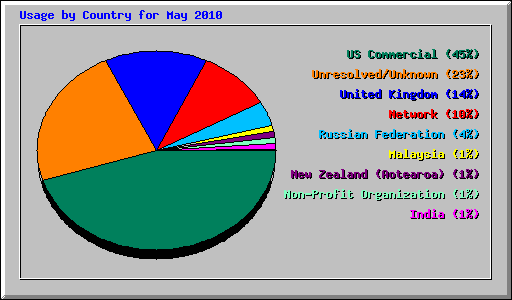 Usage by Country for May 2010
US Commercial (45%)
Unresolved/Unknown (23%)
United Kingdom (14%)
Network (10%)
Russian Federation (4%)
Malaysia (1%)
New Zealand (Aotearoa) (1%)
Non-Profit Organization (1%)
India (1%)